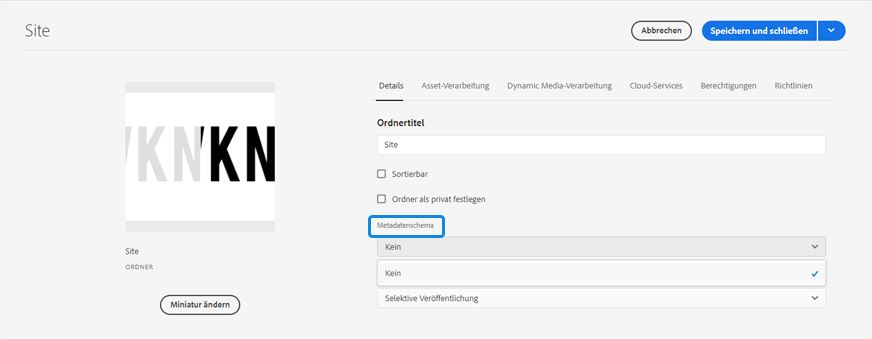 Site
Abbrechen
Speichern und schließen
Details
Asset-Verarbeitung
Dynamic Media-Verarbeitung
Cloud-Services
Berechtigungen
Richtlinien
KN
KN
Site
ORDNER
Miniatur ändern
Ordnertitel
Site
Sortierbar
Ordner als privat festlegen
Metadatenschema
Kein
Kein
Selektive Veröffentlichung